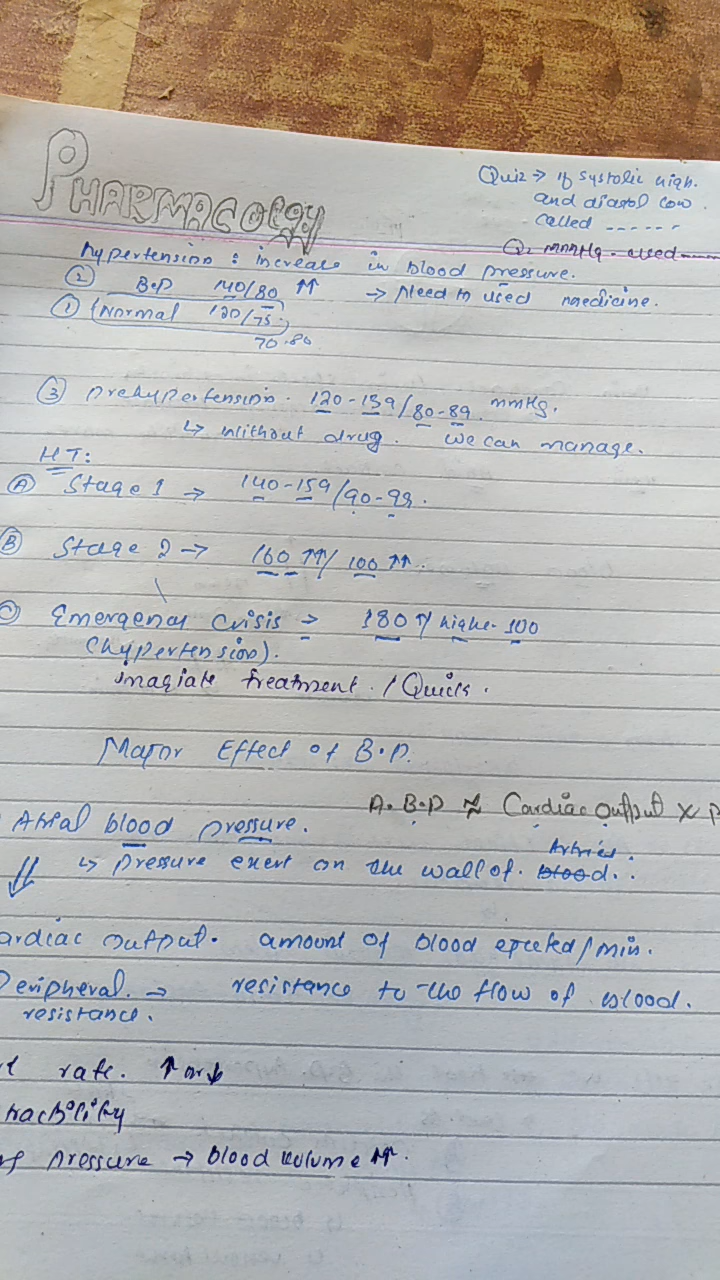 PHARMACOlogy
Quiz → if systolic high.
and diastol low
called ------
Q. mmHg. used
Hypertension : increase in blood pressure.
② B.P 140/80 ↑↑ → Need to used medicine.
① (Normal 120/75.
70-80
③ prehypertension. 120-139/80-89 mmHg.
↳ without drug. we can manage.
HT:
Ⓐ Stage 1 → 140-159/90-99.
Ⓑ Stage 2 → 160 ↑↑/ 100 ↑↑.
Ⓒ Emergency Crisis → 180 ↑/ higher 100
(hypertension).
imagiate treatment. / Quick.
Major Effect of B.P.
A.B.P ≈ Cardiac output X P
Atrial blood pressure.
↳ pressure exert on the wall of. Artries.
blood..
ardiac output. amount of blood ejected/min.
Peripheral. → resistance to the flow of blood.
resistance.
rate. ↑ or ↓
tractility
pressure → blood volume ↑↑.